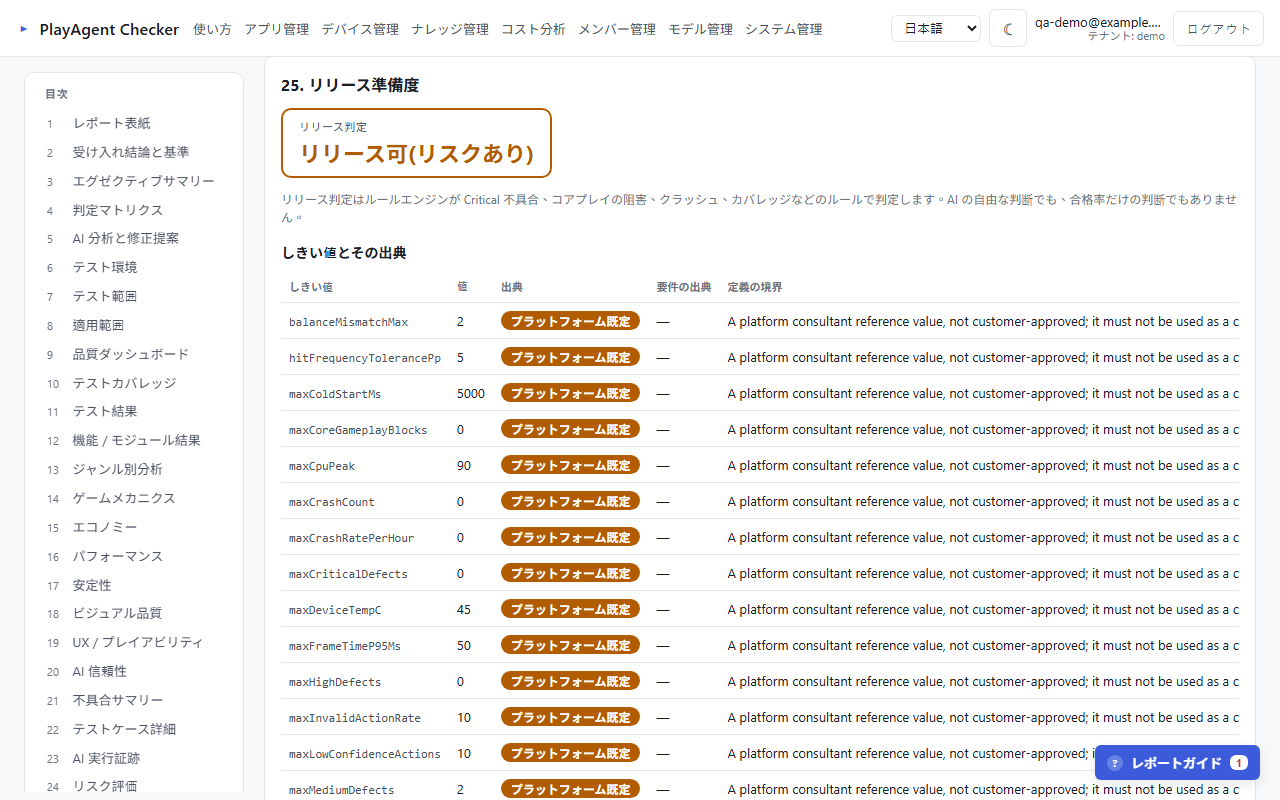 PlayAgent Checker 使い方 アプリ管理 デバイス管理 ナレッジ管理 コスト分析 メンバー管理 モデル管理 システム管理 日本語 qa-demo@example.... ログアウト
テナント: demo
目次
1 レポート表紙
2 受け入れ結論と基準
3 エグゼクティブサマリー
4 判定マトリクス
5 AI 分析と修正提案
6 テスト環境
7 テスト範囲
8 適用範囲
9 品質ダッシュボード
10 テストカバレッジ
11 テスト結果
12 機能 / モジュール結果
13 ジャンル別分析
14 ゲームメカニクス
15 エコノミー
16 パフォーマンス
17 安定性
18 ビジュアル品質
19 UX / プレイアビリティ
20 AI 信頼性
21 不具合サマリー
22 テストケース詳細
23 AI 実行証跡
24 リスク評価
25. リリース準備度
リリース判定
リリース可(リスクあり)
リリース判定はルールエンジンが Critical 不具合、コアプレイの阻害、クラッシュ、カバレッジなどのルールで判定します。AI の自由な判断でも、合格率だけの判断でもありませ
ん。
しきい値とその出典
しきい値 値 出典 要件の出典 定義の境界
balanceMismatchMax 2 プラットフォーム既定 — A platform consultant reference value, not customer-approved; it must not be used as a c
hitFrequencyTolerancePp 5 プラットフォーム既定 — A platform consultant reference value, not customer-approved; it must not be used as a c
maxColdStartMs 5000 プラットフォーム既定 — A platform consultant reference value, not customer-approved; it must not be used as a c
maxCoreGameplayBlocks 0 プラットフォーム既定 — A platform consultant reference value, not customer-approved; it must not be used as a c
maxCpuPeak 90 プラットフォーム既定 — A platform consultant reference value, not customer-approved; it must not be used as a c
maxCrashCount 0 プラットフォーム既定 — A platform consultant reference value, not customer-approved; it must not be used as a c
maxCrashRatePerHour 0 プラットフォーム既定 — A platform consultant reference value, not customer-approved; it must not be used as a c
maxCriticalDefects 0 プラットフォーム既定 — A platform consultant reference value, not customer-approved; it must not be used as a c
maxDeviceTempC 45 プラットフォーム既定 — A platform consultant reference value, not customer-approved; it must not be used as a c
maxFrameTimeP95Ms 50 プラットフォーム既定 — A platform consultant reference value, not customer-approved; it must not be used as a c
maxHighDefects 0 プラットフォーム既定 — A platform consultant reference value, not customer-approved; it must not be used as a c
maxInvalidActionRate 10 プラットフォーム既定 — A platform consultant reference value, not customer-approved; it must not be used as a c
maxLowConfidenceActions 10 プラットフォーム既定 — A platform consultant reference value, not customer-approved;
maxMediumDefects 2 プラットフォーム既定 — A platform consultant reference value, not customer-approved; it must not be used as a c
? レポートガイド 1